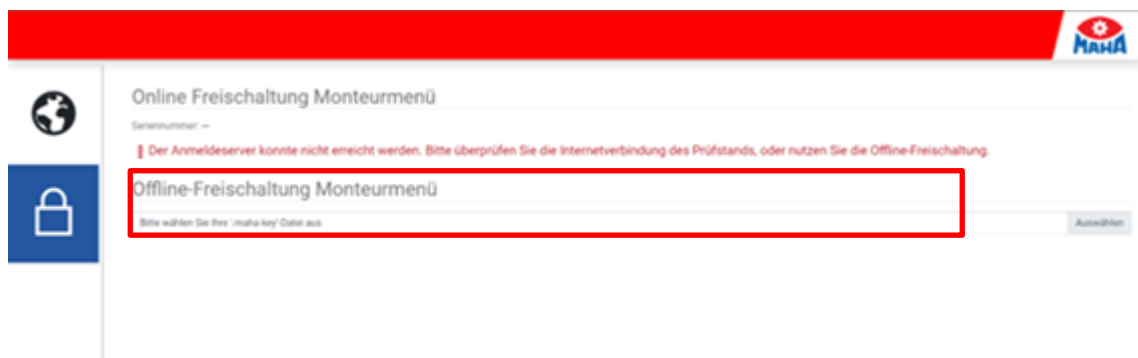 MAHA
Online Freischaltung Monteurmenü
Seriennummer: --
Der Anmeldeserver konnte nicht erreicht werden. Bitte überprüfen Sie die Internetverbindung des Prüfstands, oder nutzen Sie die Offline-Freischaltung.
Offline-Freischaltung Monteurmenü
Bitte wählen Sie Ihre '.maha-key' Datei aus
Auswählen